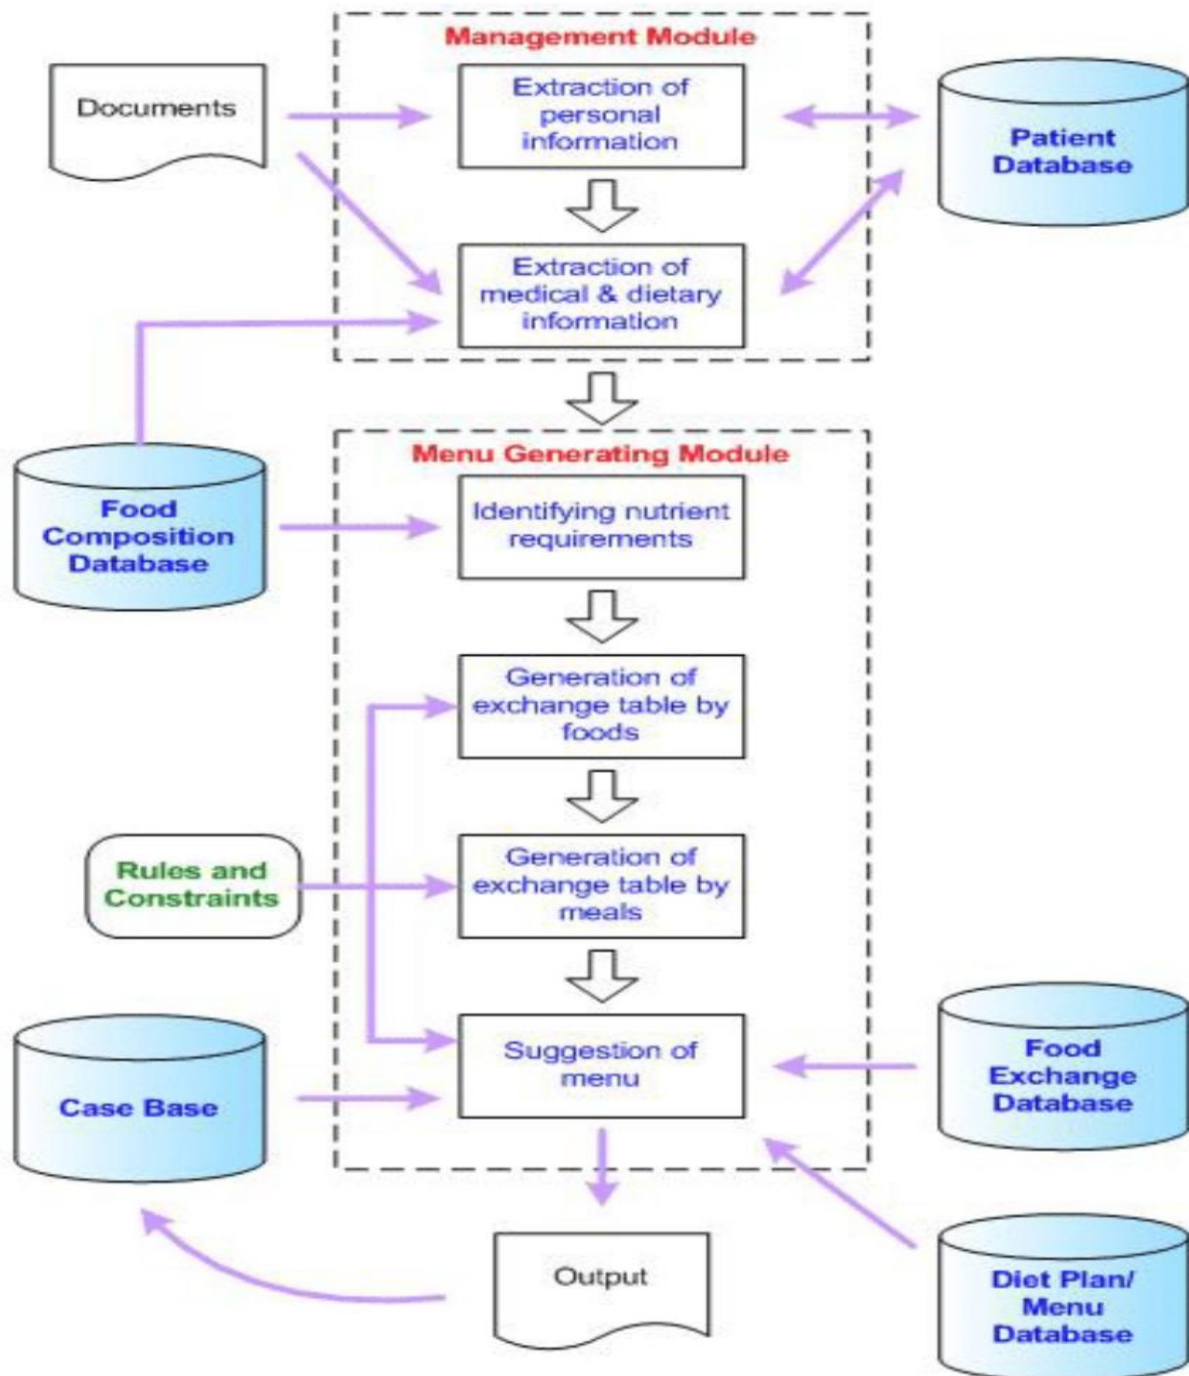 Management Module
Documents
Extraction of
personal
information
Patient
Database
Extraction of
medical & dietary
information
Menu Generating Module
Food
Composition
Database
Identifying nutrient
requirements
Generation of
exchange table by
foods
Rules and
Constraints
Generation of
exchange table by
meals
Case Base
Suggestion of
menu
Food
Exchange
Database
Output
Diet Plan/
Menu
Database